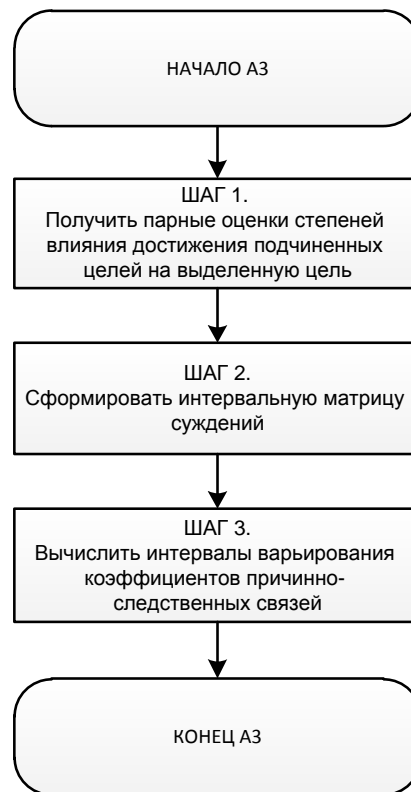 НАЧАЛО А3
ШАГ 1.
Получить парные оценки степеней
влияния достижения подчиненных
целей на выделенную цель
ШАГ 2.
Сформировать интервальную матрицу
суждений
ШАГ 3.
Вычислить интервалы варьирования
коэффициентов причинно-
следственных связей
КОНЕЦ А3